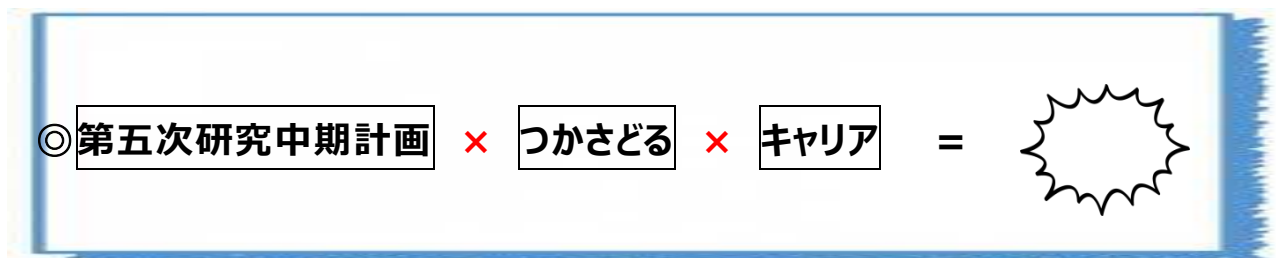 ◎第五次研究中期計画 × つかさどる × キャリア =